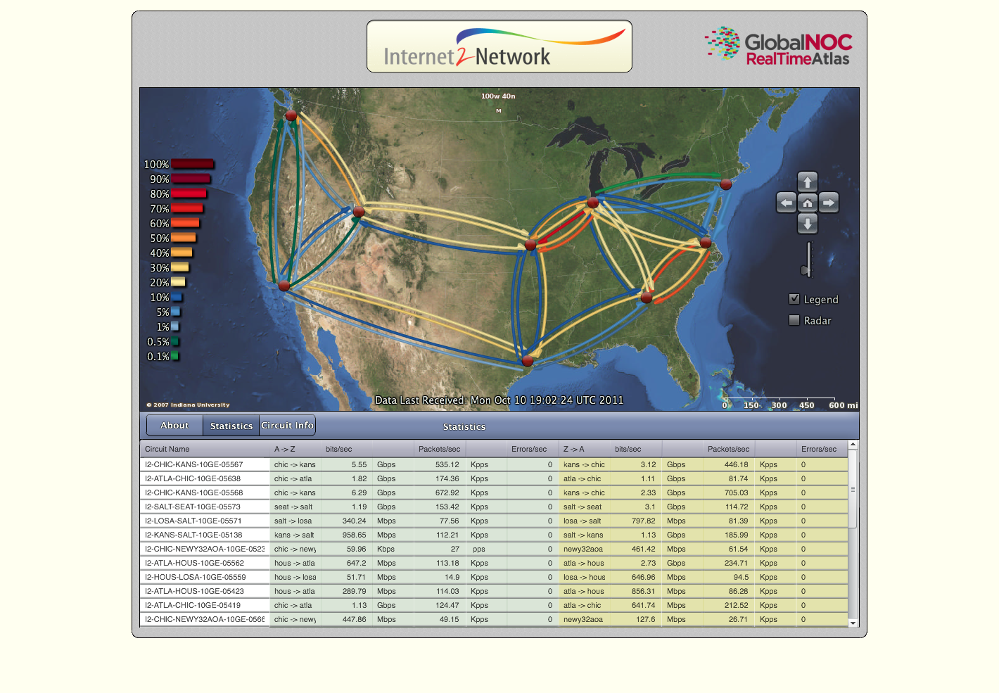 Internet2 Network
GlobalNOC
RealTimeAtlas
100w 40n
M
100%
90%
80%
70%
60%
50%
40%
30%
20%
10%
5%
1%
0.5%
0.1%
Legend
Radar
Data Last Received: Mon Oct 10 19:02:24 UTC 2011
© 2007 Indiana University
0 150 300 450 600 mi
About Statistics Circuit Info Statistics
Circuit Name A -> Z bits/sec Packets/sec Errors/sec Z -> A bits/sec Packets/sec Errors/sec
I2-CHIC-KANS-10GE-05567 chic -> kans 5.55 Gbps 535.12 Kpps 0 kans -> chic 3.12 Gbps 446.18 Kpps 0
I2-ATLA-CHIC-10GE-05638 chic -> atla 1.82 Gbps 174.36 Kpps 0 atla -> chic 1.11 Gbps 81.74 Kpps 0
I2-CHIC-KANS-10GE-05568 chic -> kans 6.29 Gbps 672.92 Kpps 0 kans -> chic 2.33 Gbps 705.03 Kpps 0
I2-SALT-SEAT-10GE-05573 seat -> salt 1.19 Gbps 153.42 Kpps 0 salt -> seat 3.1 Gbps 114.72 Kpps 0
I2-LOSA-SALT-10GE-05571 salt -> losa 340.24 Mbps 77.56 Kpps 0 losa -> salt 797.82 Mbps 81.39 Kpps 0
I2-KANS-SALT-10GE-05138 kans -> salt 958.65 Mbps 112.21 Kpps 0 salt -> kans 1.13 Gbps 185.99 Kpps 0
I2-CHIC-NEWY32AOA-10GE-0523 chic -> newy 59.96 Kbps 27 pps 0 newy32aoa 461.42 Mbps 61.54 Kpps 0
I2-ATLA-HOUS-10GE-05562 hous -> atla 647.2 Mbps 113.18 Kpps 0 atla -> hous 2.73 Gbps 234.71 Kpps 0
I2-HOUS-LOSA-10GE-05559 hous -> losa 51.71 Mbps 14.9 Kpps 0 losa -> hous 646.96 Mbps 94.5 Kpps 0
I2-ATLA-HOUS-10GE-05423 hous -> atla 289.79 Mbps 114.03 Kpps 0 atla -> hous 856.31 Mbps 86.28 Kpps 0
I2-ATLA-CHIC-10GE-05419 chic -> atla 1.13 Gbps 124.47 Kpps 0 atla -> chic 641.74 Mbps 212.52 Kpps 0
I2-CHIC-NEWY32AOA-10GE-0566 chic -> newy 447.86 Mbps 49.15 Kpps 0 newy32aoa 127.6 Mbps 26.71 Kpps 0